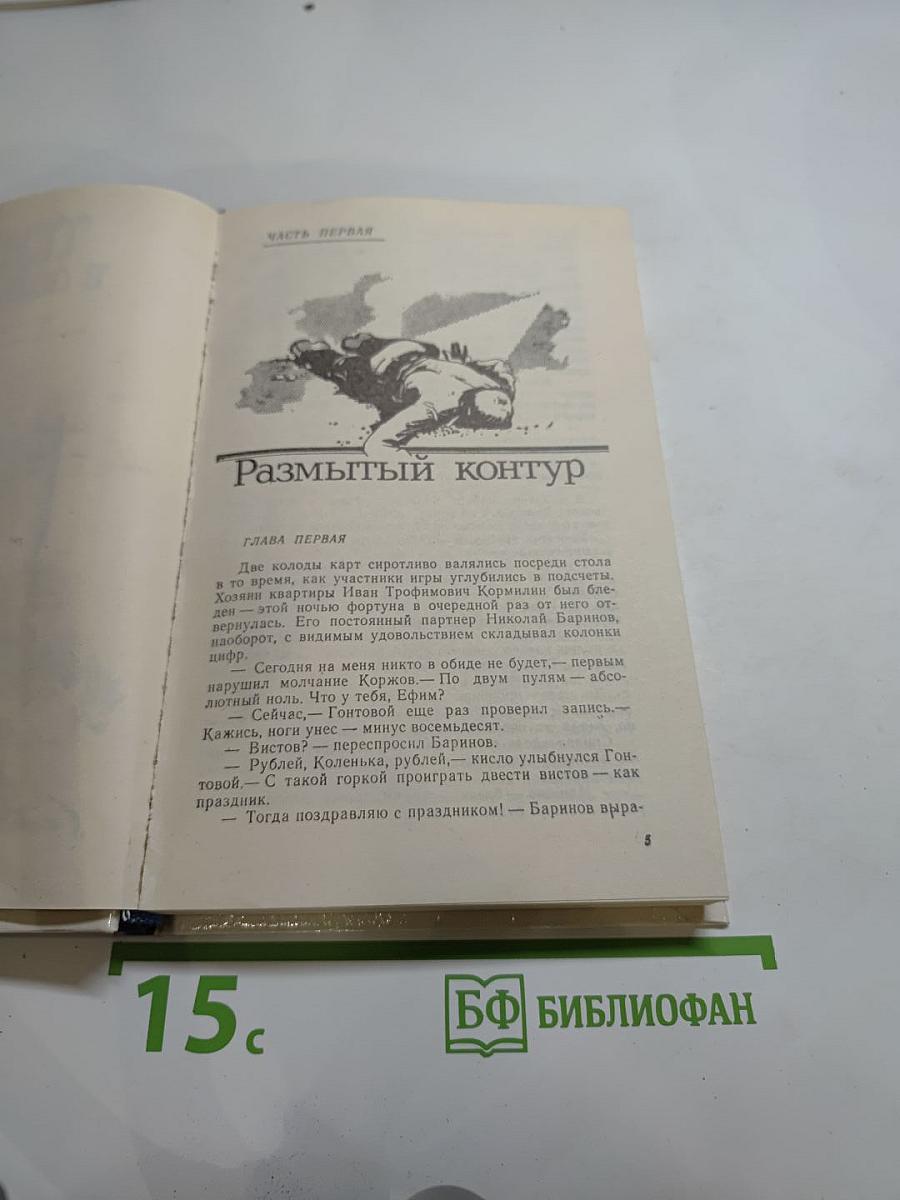 ЧАСТЬ ПЕРВАЯ
Размытый контур
ГЛАВА ПЕРВАЯ
Две колоды карт сиротливо валялись посреди стола
в то время, как участники игры углубились в подсчеты.
Хозяин квартиры Иван Трофимович Кормилин был бле-
ден — этой ночью фортуна в очередной раз от него от-
вернулась. Его постоянный партнер Николай Баринов,
наоборот, с видимым удовольствием складывал колонки
цифр.
— Сегодня на меня никто в обиде не будет,— первым
нарушил молчание Коржов.— По двум пулям — абсо-
лютный ноль. Что у тебя, Ефим?
— Сейчас,— Гонтовой еще раз проверил запись.—
Кажись, ноги унес — минус восемьдесят.
— Вистов? — переспросил Баринов.
— Рублей, Коленька, рублей,— кисло улыбнулся Гон-
товой.— С такой горкой проиграть двести вистов — как
праздник.
— Тогда поздравляю с праздником! — Баринов выра-
5
15 с
БФ БИБЛИОФАН